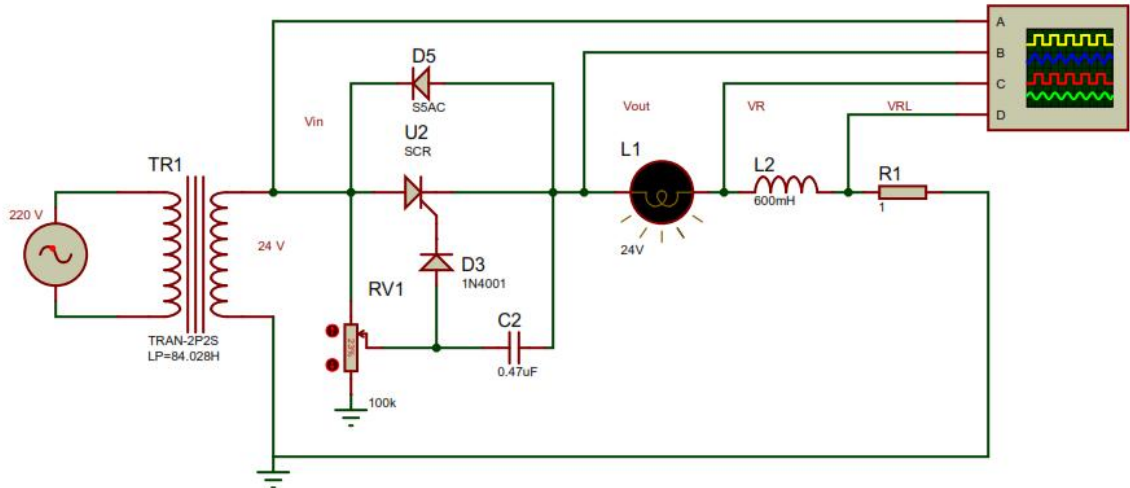 A
B
C
D
D5
S5AC
Vin
Vout
VR
VRL
U2
SCR
TR1
L1
L2
600mH
R1
1
220 V
24 V
24V
D3
1N4001
RV1
23%
C2
0.47uF
TRAN-2P2S
LP=84.028H
100k